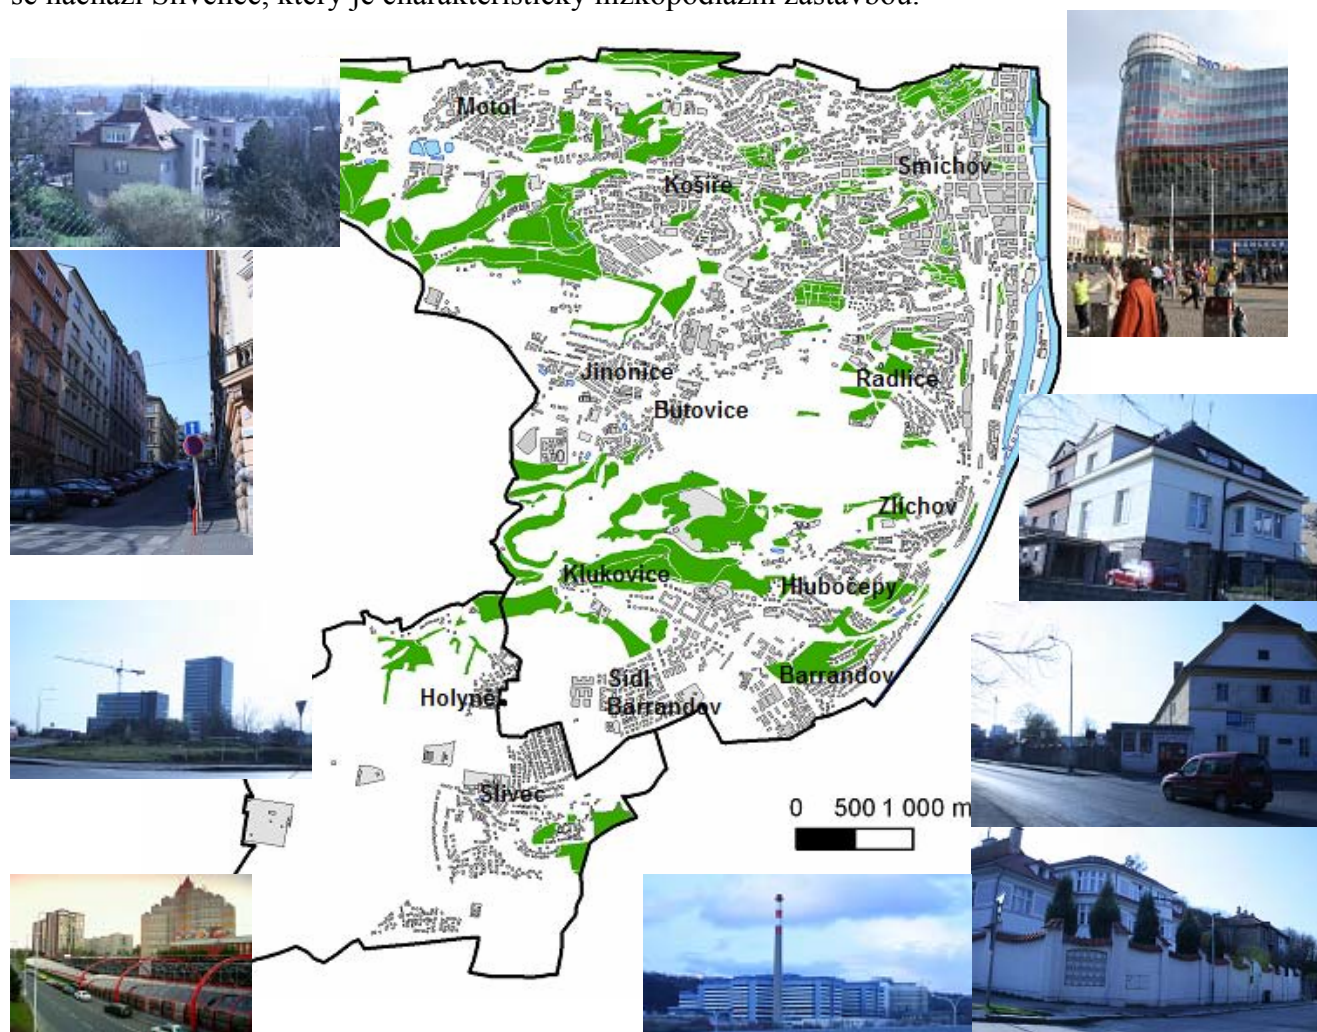 se nachází Slivenec, který je charakteristický nízkopodlažní zástavbou.
Motol
Smíchov
Košíře
Jinonice
Radlice
Butovice
Zlíchov
Klukovice
Hlubočepy
Sídl
Barrandov
Barrandov
Holyně
Slivec
0 500 1 000 m